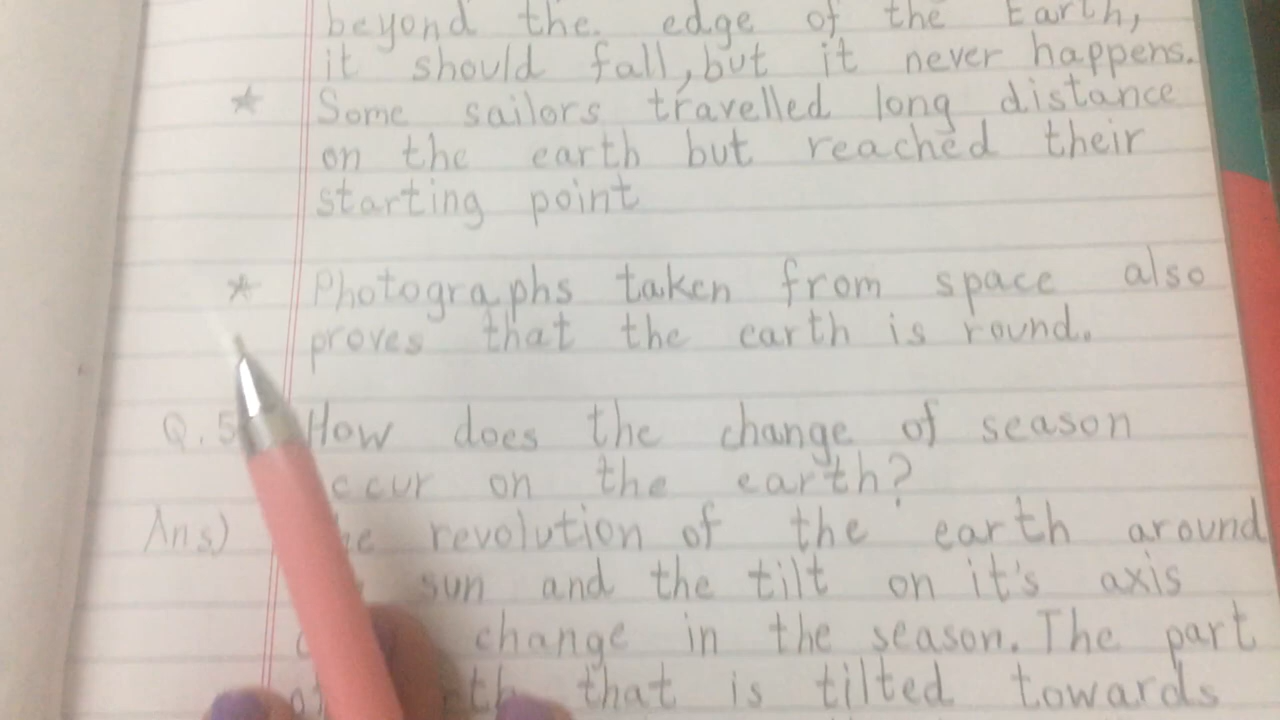 beyond the edge of the Earth,
it should fall, but it never happens.
* Some sailors travelled long distance
on the earth but reached their
starting point
* Photographs taken from space also
proves that the earth is round.
Q.5 How does the change of season
ccur on the earth?
Ans) he revolution of the earth around
sun and the tilt on it's axis
change in the season. The part
that is tilted towards